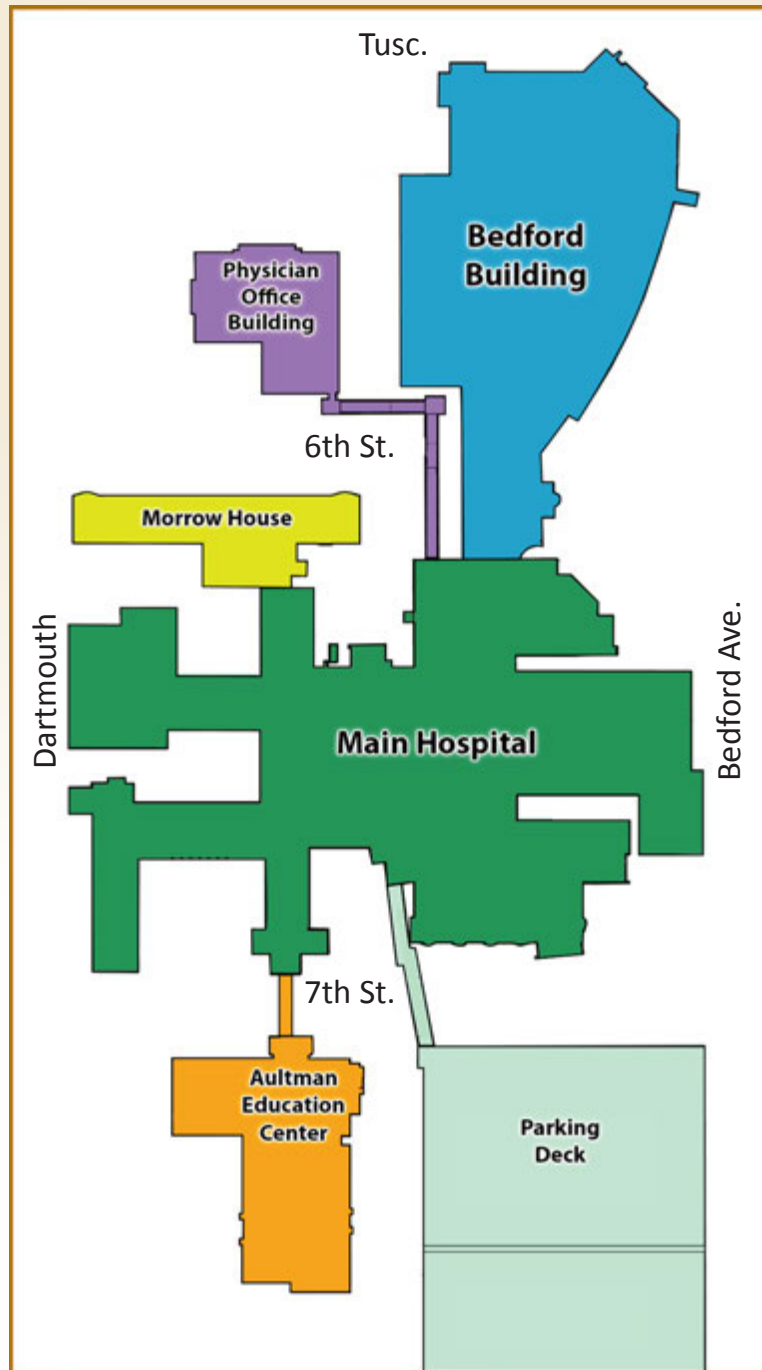 Tusc.
Bedford
Building
Physician
Office
Building
6th St.
Morrow House
Dartmouth
Bedford Ave.
Main Hospital
7th St.
Aultman
Education
Center
Parking
Deck